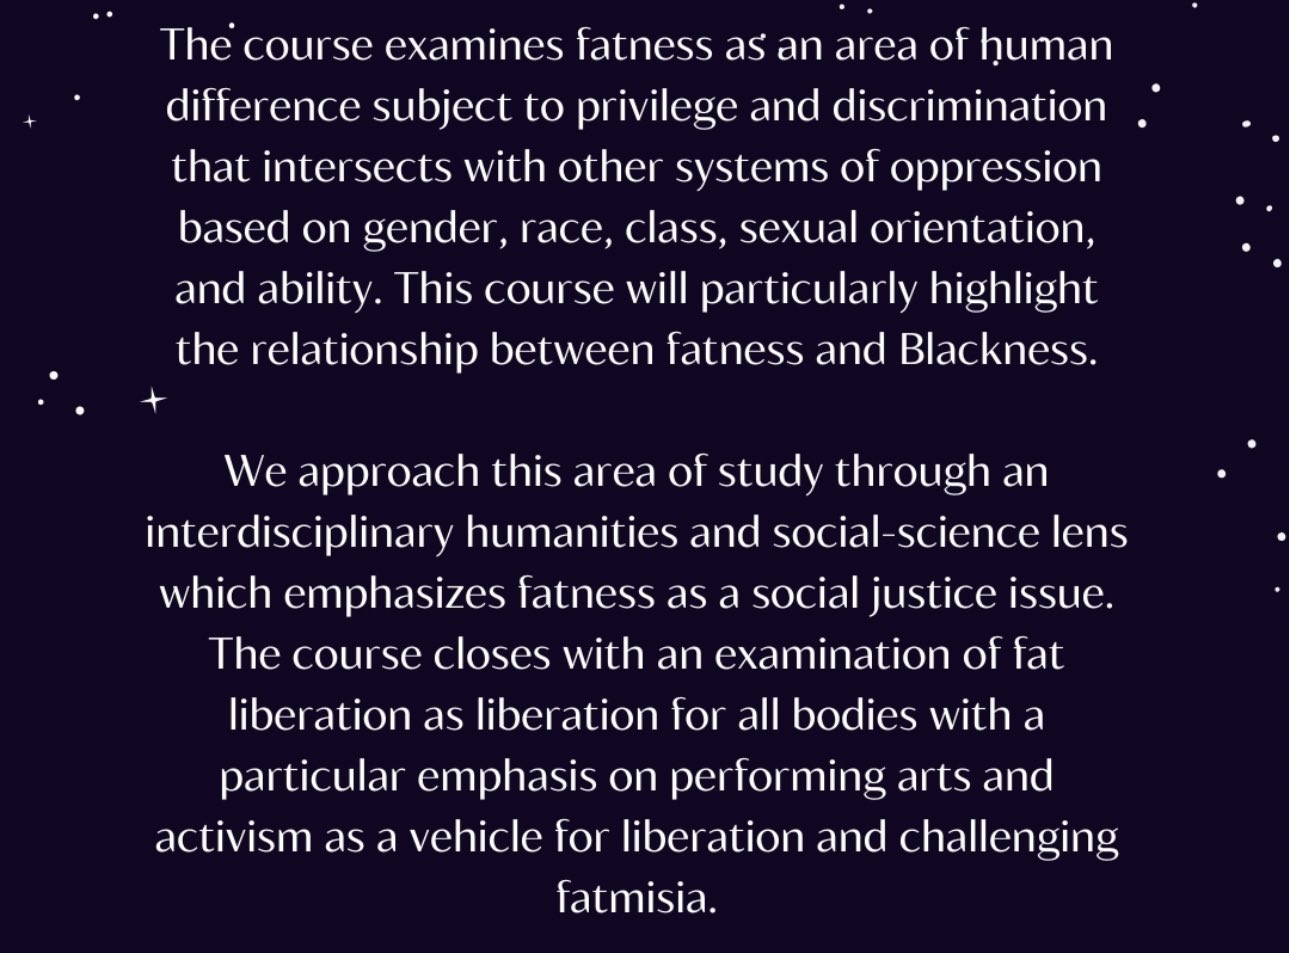 The course examines fatness as an area of human
difference subject to privilege and discrimination
that intersects with other systems of oppression
based on gender, race, class, sexual orientation,
and ability. This course will particularly highlight
the relationship between fatness and Blackness.
We approach this area of study through an
interdisciplinary humanities and social-science lens
which emphasizes fatness as a social justice issue.
The course closes with an examination of fat
liberation as liberation for all bodies with a
particular emphasis on performing arts and
activism as a vehicle for liberation and challenging
fatmisia.